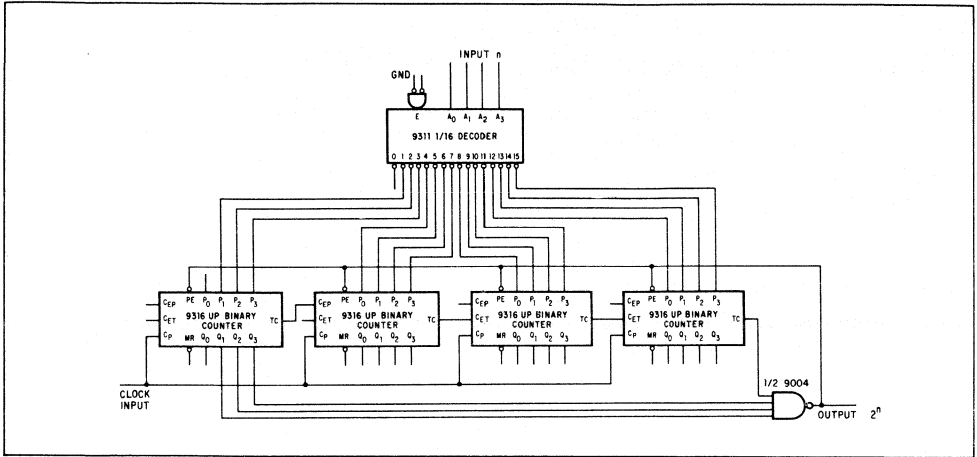 INPUT n
GND
E A0 A1 A2 A3
9311 1/16 DECODER
0 1 2 3 4 5 6 7 8 9 10 11 12 13 14 15
PE P0 P1 P2 P3
CEP
9316 UP BINARY
COUNTER
CET
TC
CP
MR Q0 Q1 Q2 Q3
PE P0 P1 P2 P3
CEP
9316 UP BINARY
COUNTER
CET
TC
CP
MR Q0 Q1 Q2 Q3
PE P0 P1 P2 P3
CEP
9316 UP BINARY
COUNTER
CET
TC
CP
MR Q0 Q1 Q2 Q3
PE P0 P1 P2 P3
CEP
9316 UP BINARY
COUNTER
CET
TC
CP
MR Q0 Q1 Q2 Q3
CLOCK
INPUT
1/2 9004
OUTPUT 2ⁿ